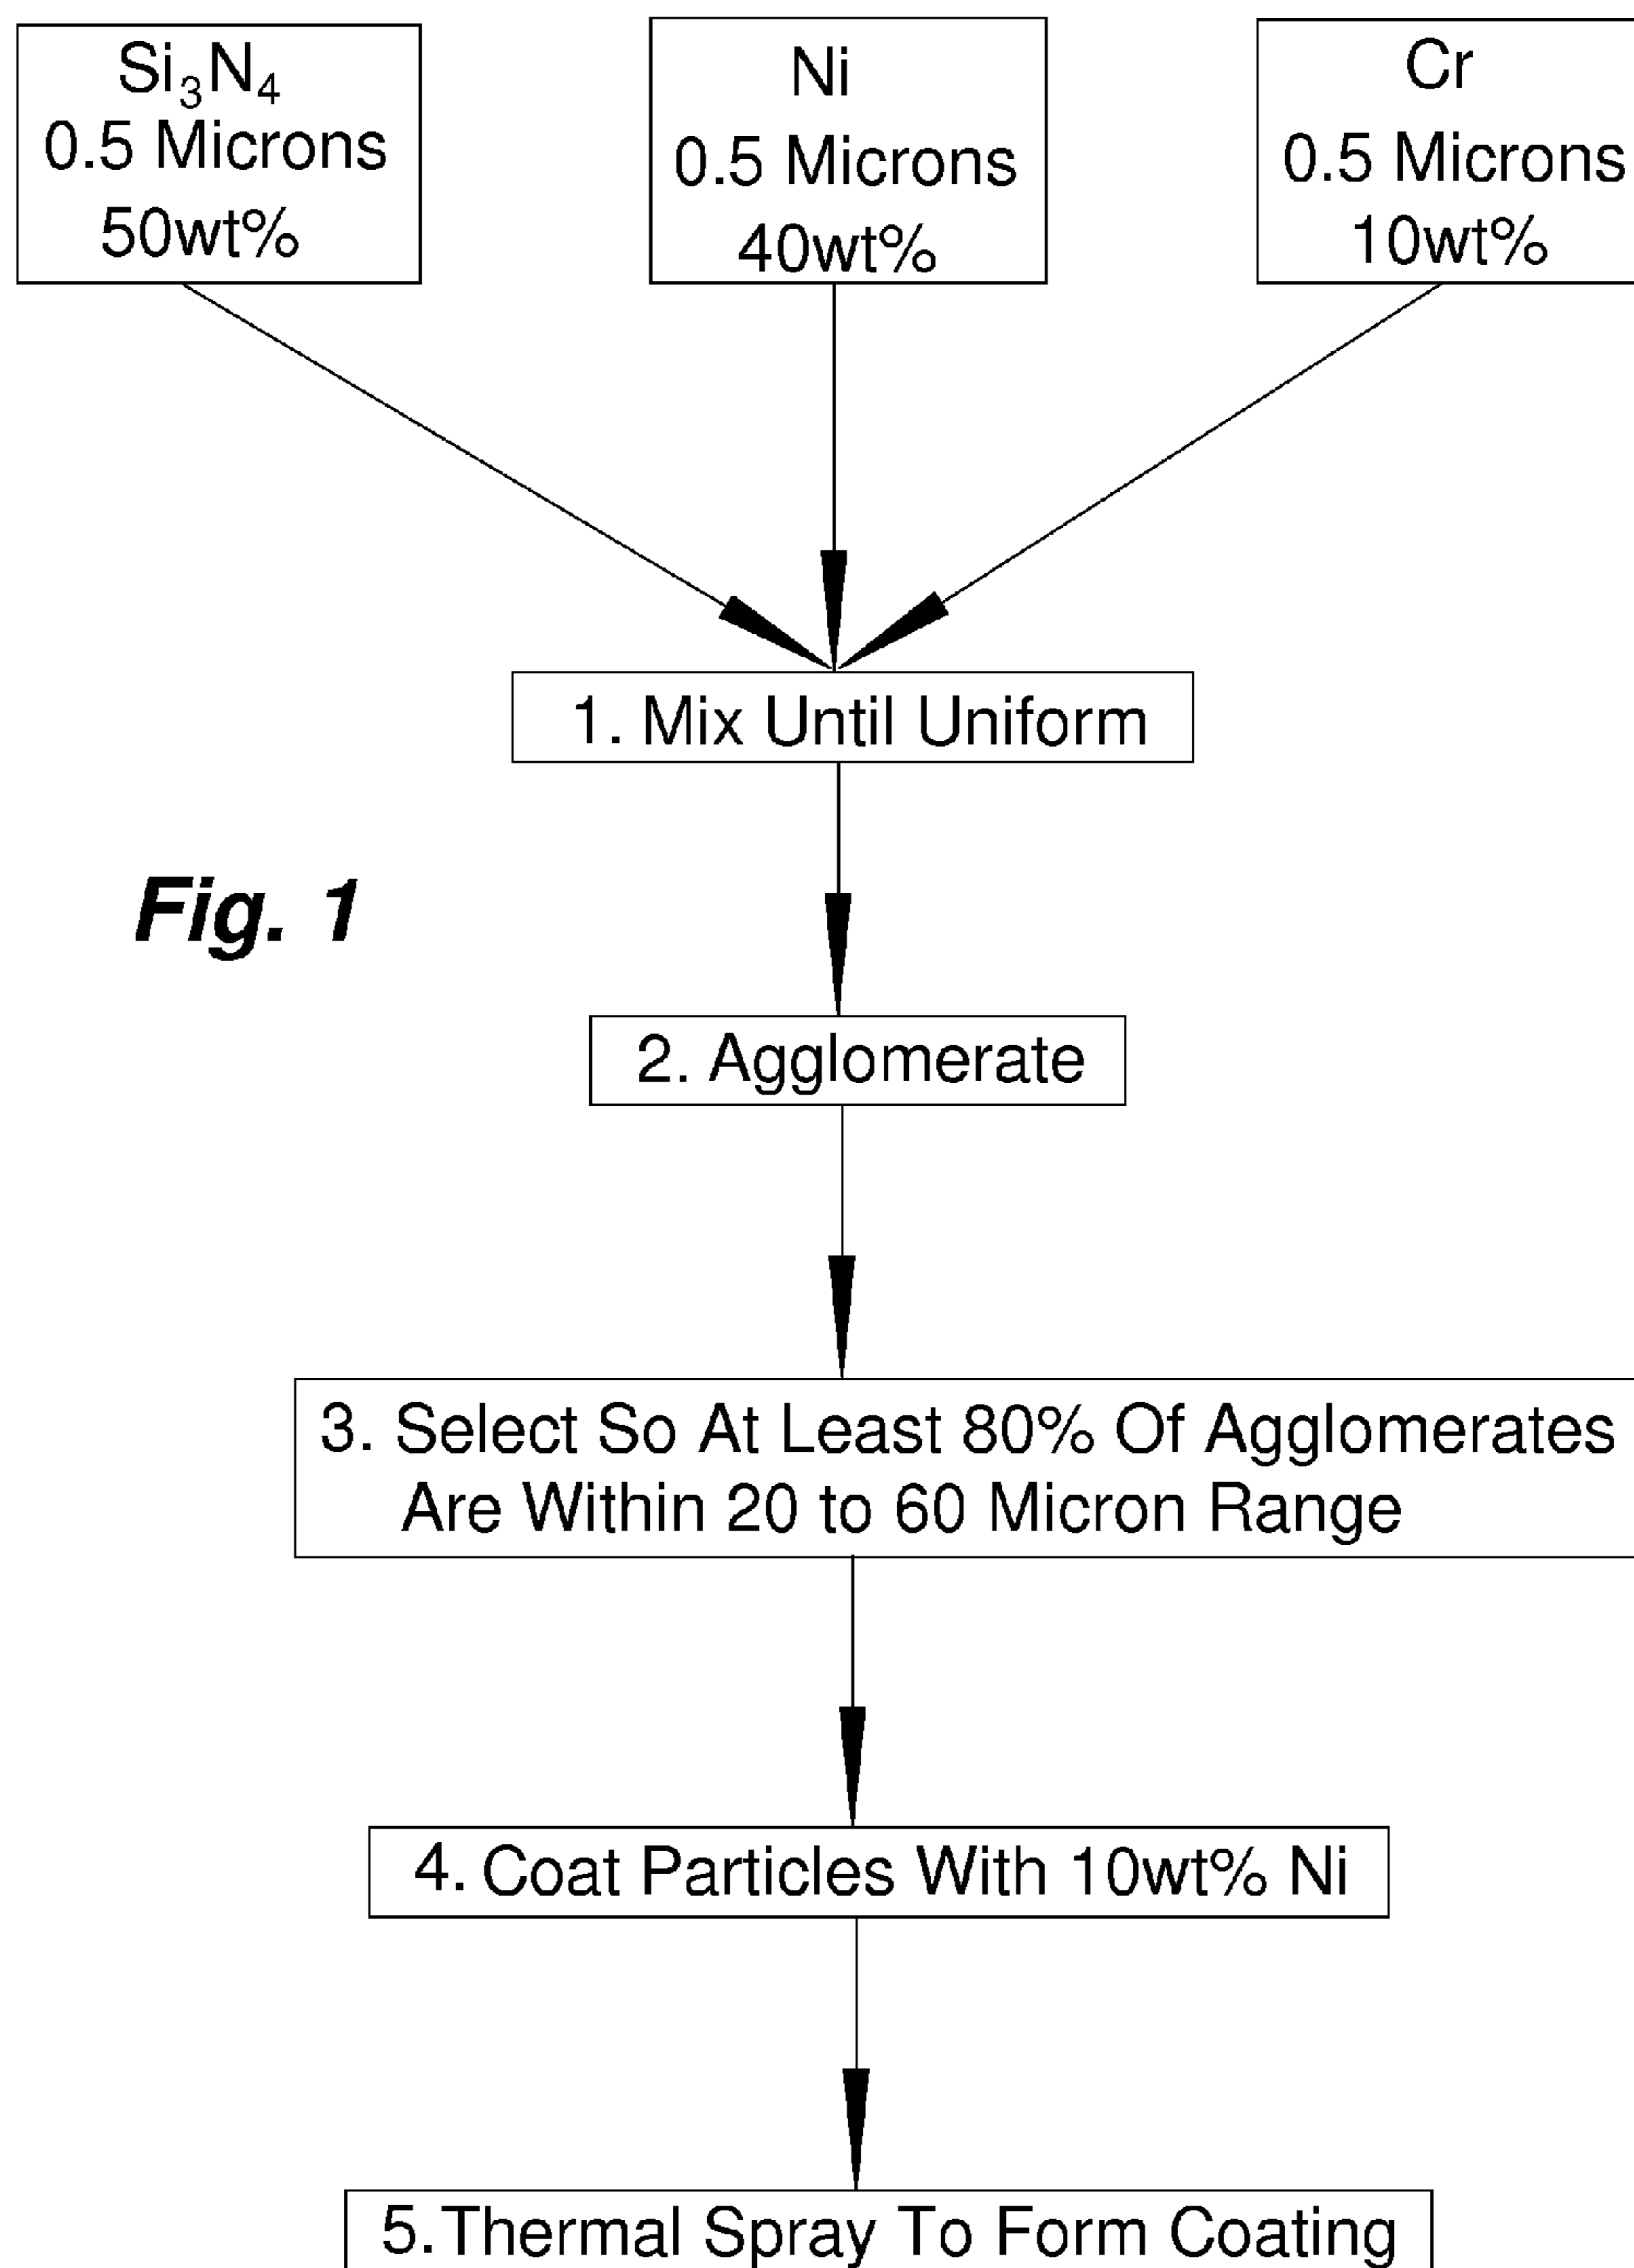 Si₃N₄
0.5 Microns
50wt%
Ni
0.5 Microns
40wt%
Cr
0.5 Microns
10wt%
1. Mix Until Uniform
Fig. 1
2. Agglomerate
3. Select So At Least 80% Of Agglomerates
Are Within 20 to 60 Micron Range
4. Coat Particles With 10wt% Ni
5. Thermal Spray To Form Coating